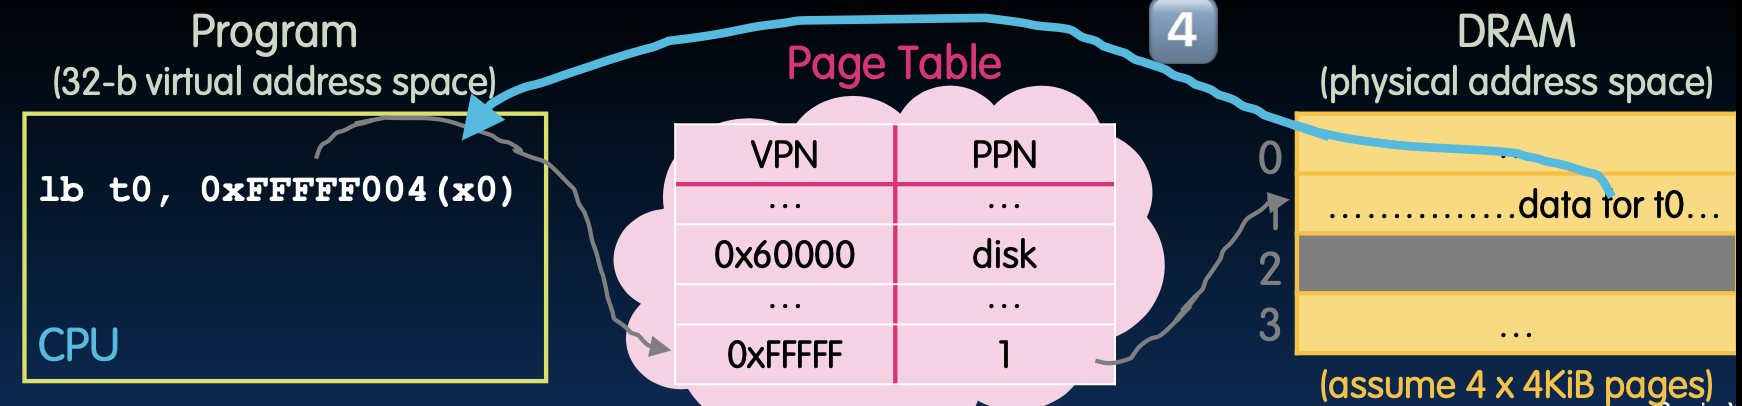 Program
(32-b virtual address space)
lb t0, 0xFFFFF004(x0)
CPU
Page Table
VPN PPN
... ...
0x60000 disk
... ...
0xFFFFF 1
4
DRAM
(physical address space)
0 ...
1 ...............data for t0...
2
3 ...
(assume 4 x 4KiB pages)